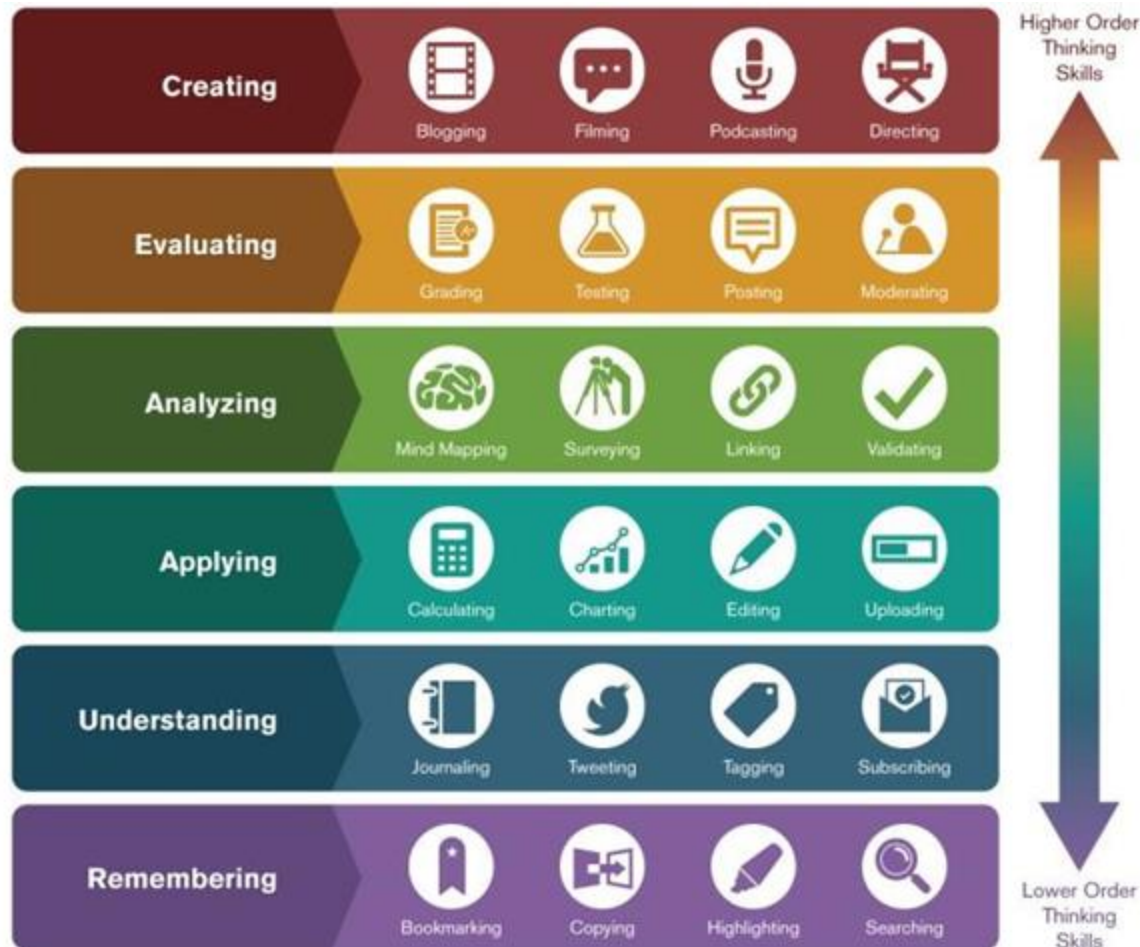 Higher Order
Thinking
Skills
Creating
Blogging
Filming
Podcasting
Directing
Evaluating
A+
Grading
Testing
Posting
Moderating
Analyzing
Mind Mapping
Surveying
Linking
Validating
Applying
Calculating
Charting
Editing
Uploading
Understanding
Journaling
Tweeting
Tagging
Subscribing
Remembering
Bookmarking
Copying
Highlighting
Searching
Lower Order
Thinking
Skills